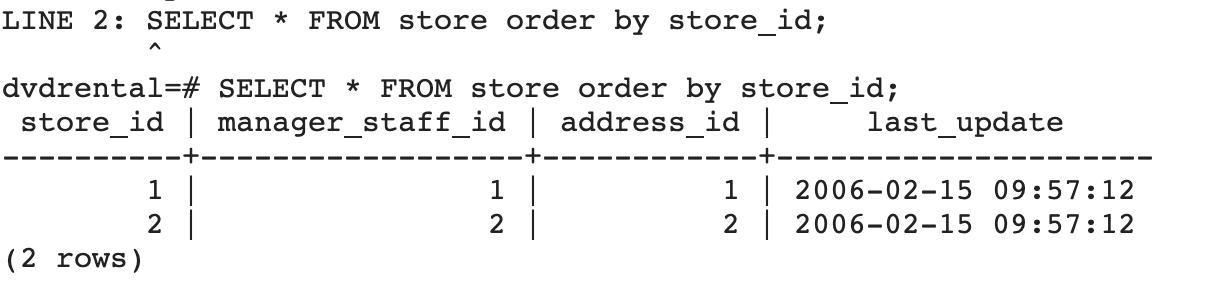 LINE 2: SELECT * FROM store order by store_id;
^
dvdrental=# SELECT * FROM store order by store_id;
store_id | manager_staff_id | address_id | last_update
----------+------------------+------------+---------------------
1 | 1 | 1 | 2006-02-15 09:57:12
2 | 2 | 2 | 2006-02-15 09:57:12
(2 rows)